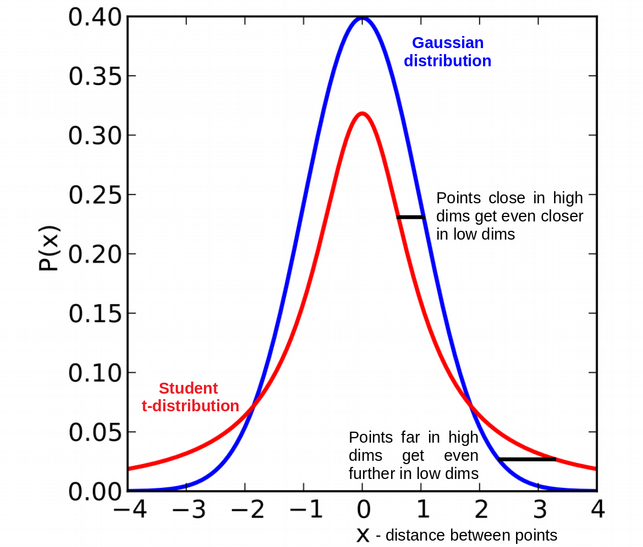 0.40
Gaussian
distribution
0.35
0.30
0.25
Points close in high
dims get even closer
in low dims
P(x)
0.20
0.15
0.10
Student
t-distribution
0.05
Points far in high
dims get even
further in low dims
0.00
−4 −3 −2 −1 0 1 2 3 4
x - distance between points